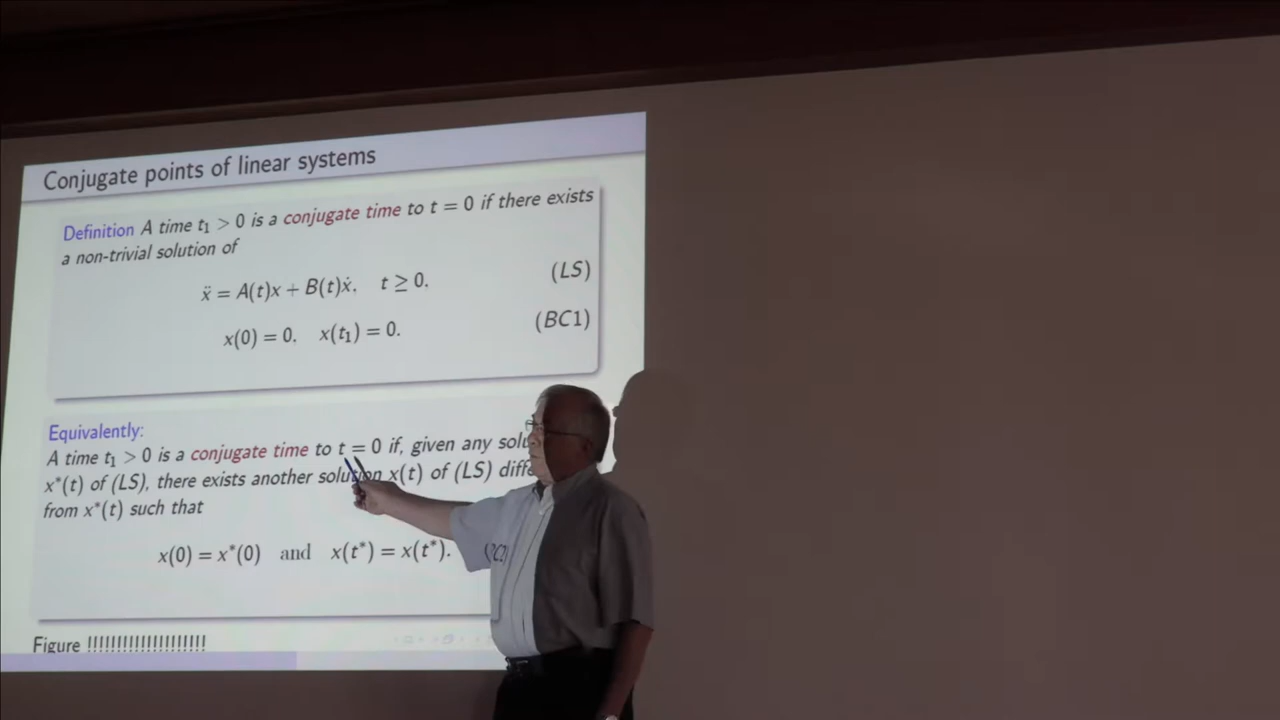 Conjugate points of linear systems
Definition A time t₁ > 0 is a conjugate time to t = 0 if there exists
a non-trivial solution of
ẍ = A(t)x + B(t)ẋ, t ≥ 0, (LS)
x(0) = 0, x(t₁) = 0. (BC1)
Equivalently:
A time t₁ > 0 is a conjugate time to t = 0 if, given any
x*(t) of (LS), there exists another solution x(t) of (LS)
from x*(t) such that
x(0) = x*(0) and x(t*) = x(t*).
Figure !!!!!!!!!!!!!!!!!!!!